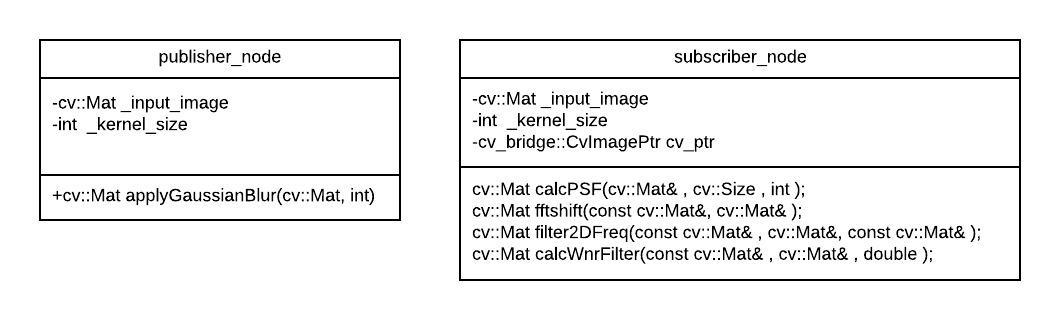 publisher_node
-cv::Mat _input_image
-int _kernel_size
+cv::Mat applyGaussianBlur(cv::Mat, int)
subscriber_node
-cv::Mat _input_image
-int _kernel_size
-cv_bridge::CvImagePtr cv_ptr
cv::Mat calcPSF(cv::Mat& , cv::Size , int );
cv::Mat fftshift(const cv::Mat&, cv::Mat& );
cv::Mat filter2DFreq(const cv::Mat& , cv::Mat&, const cv::Mat& );
cv::Mat calcWnrFilter(const cv::Mat& , cv::Mat& , double );